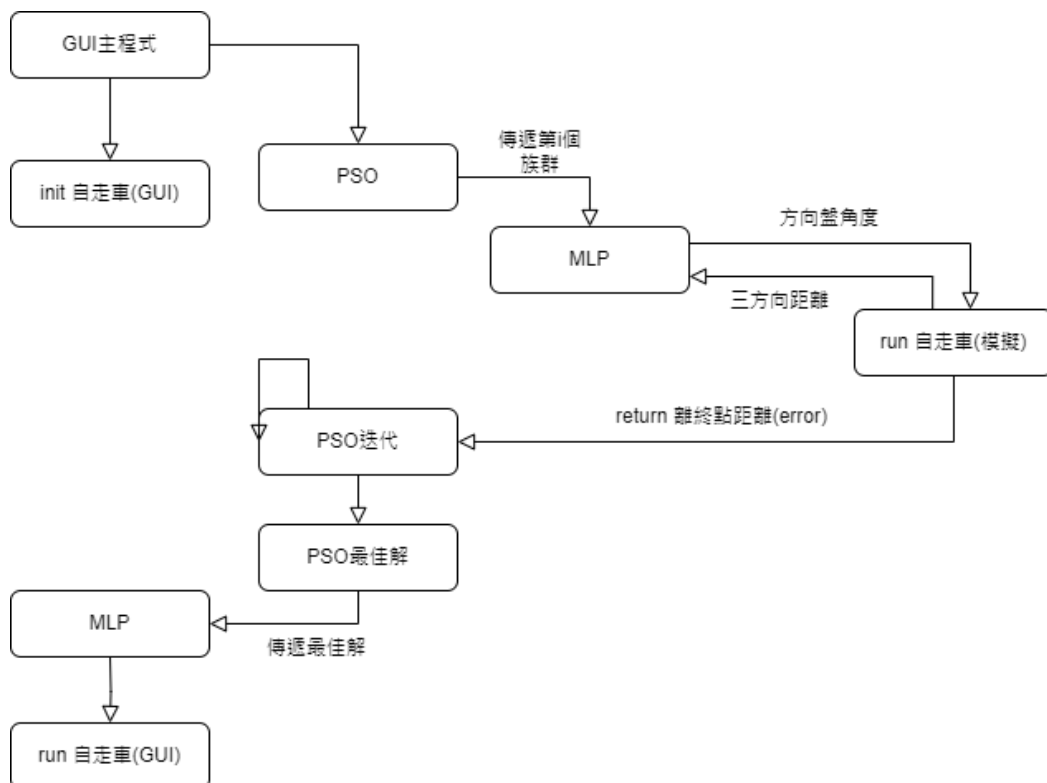 GUI主程式
init 自走車(GUI)
PSO
傳遞第i個
族群
MLP
方向盤角度
三方向距離
run 自走車(模擬)
return 離終點距離(error)
PSO迭代
PSO最佳解
傳遞最佳解
MLP
run 自走車(GUI)